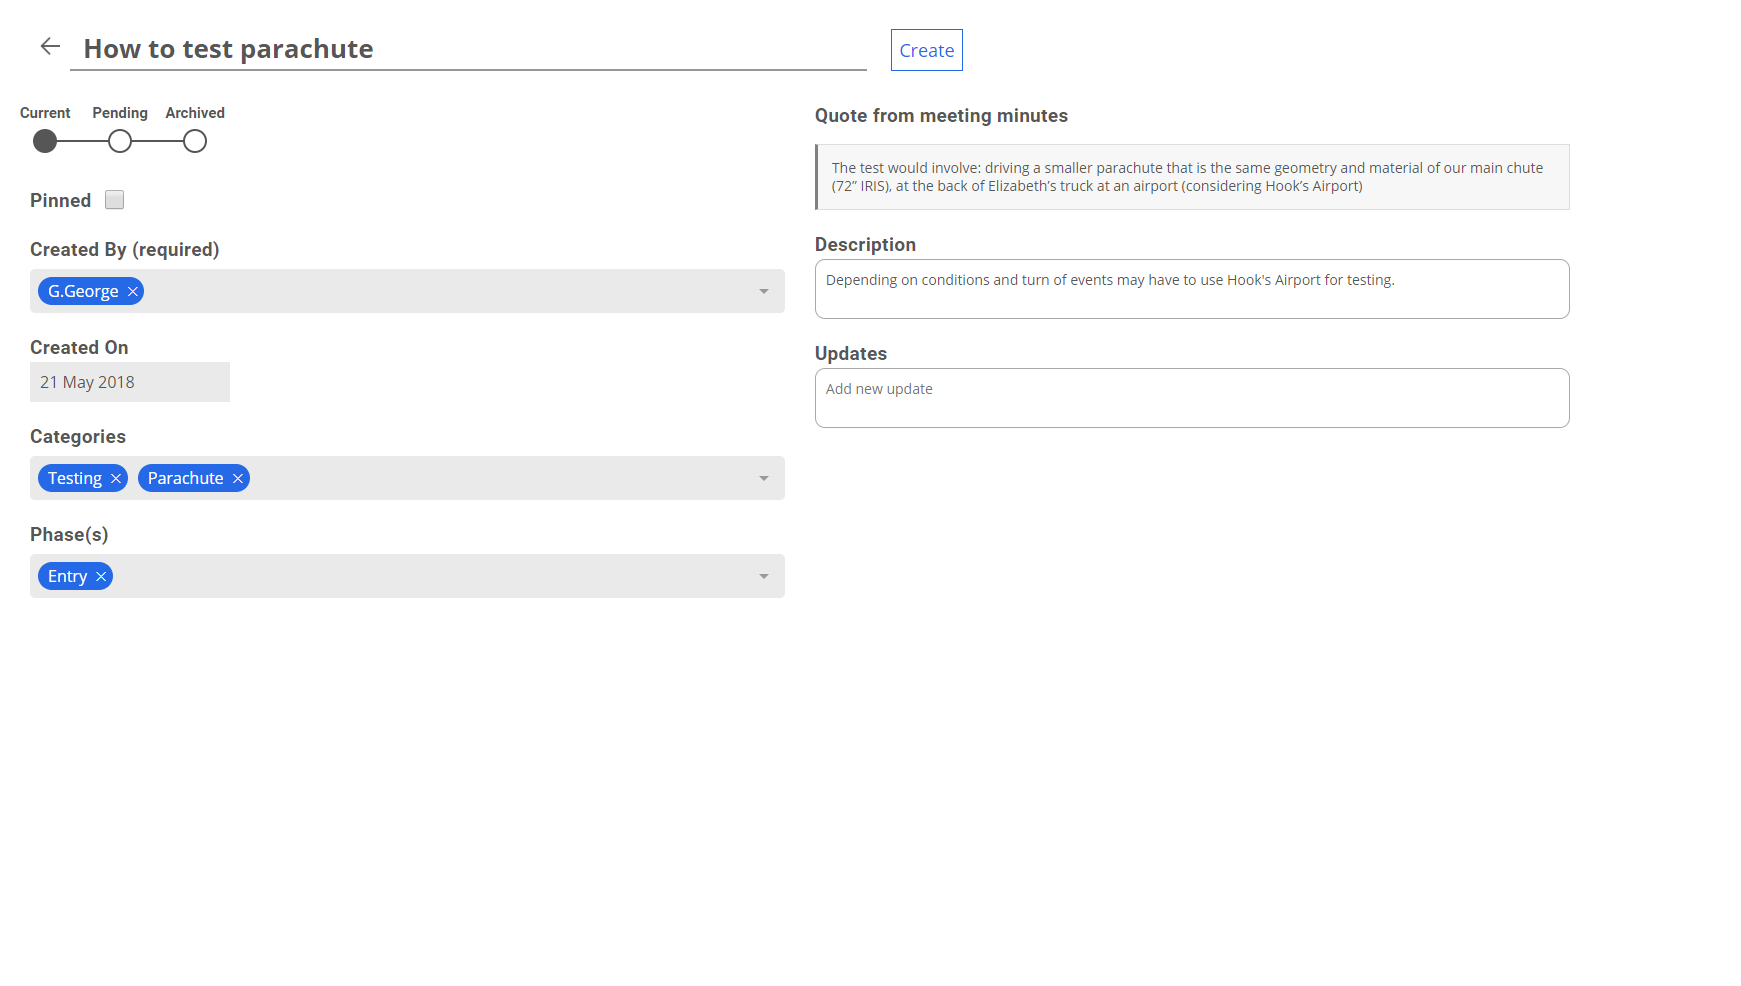 How to test parachute
Create
Current Pending Archived
Pinned
Created By (required)
G.George
Created On
21 May 2018
Categories
Testing Parachute
Phase(s)
Entry
Quote from meeting minutes
The test would involve: driving a smaller parachute that is the same geometry and material of our main chute
(72” IRIS), at the back of Elizabeth’s truck at an airport (considering Hook’s Airport)
Description
Depending on conditions and turn of events may have to use Hook's Airport for testing.
Updates
Add new update